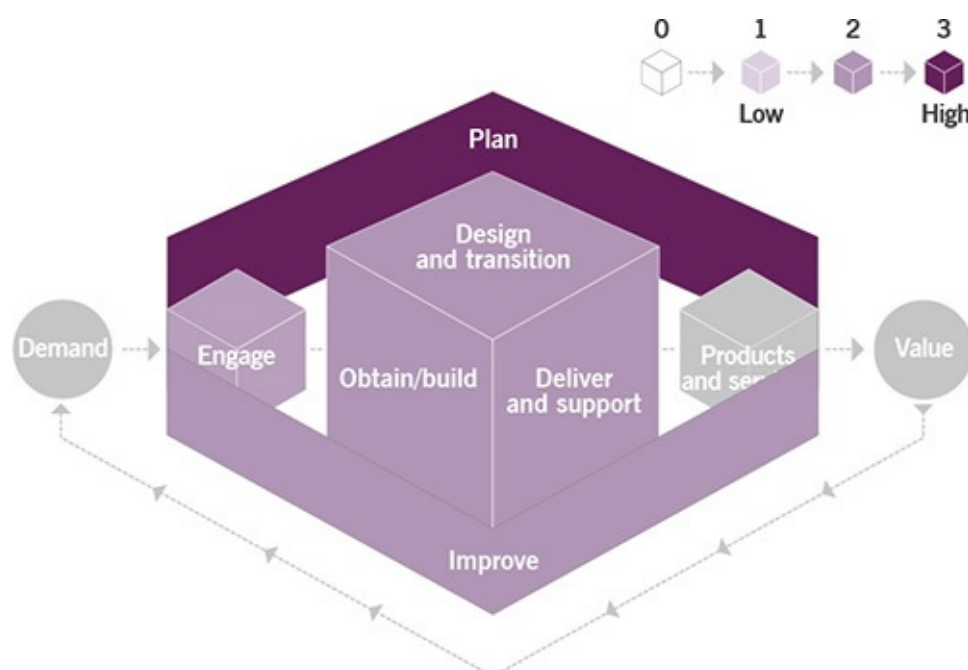 0 1 2 3
Low High
Plan
Design
and transition
Demand
Engage
Obtain/build
Deliver
and support
Products
and
Value
Improve